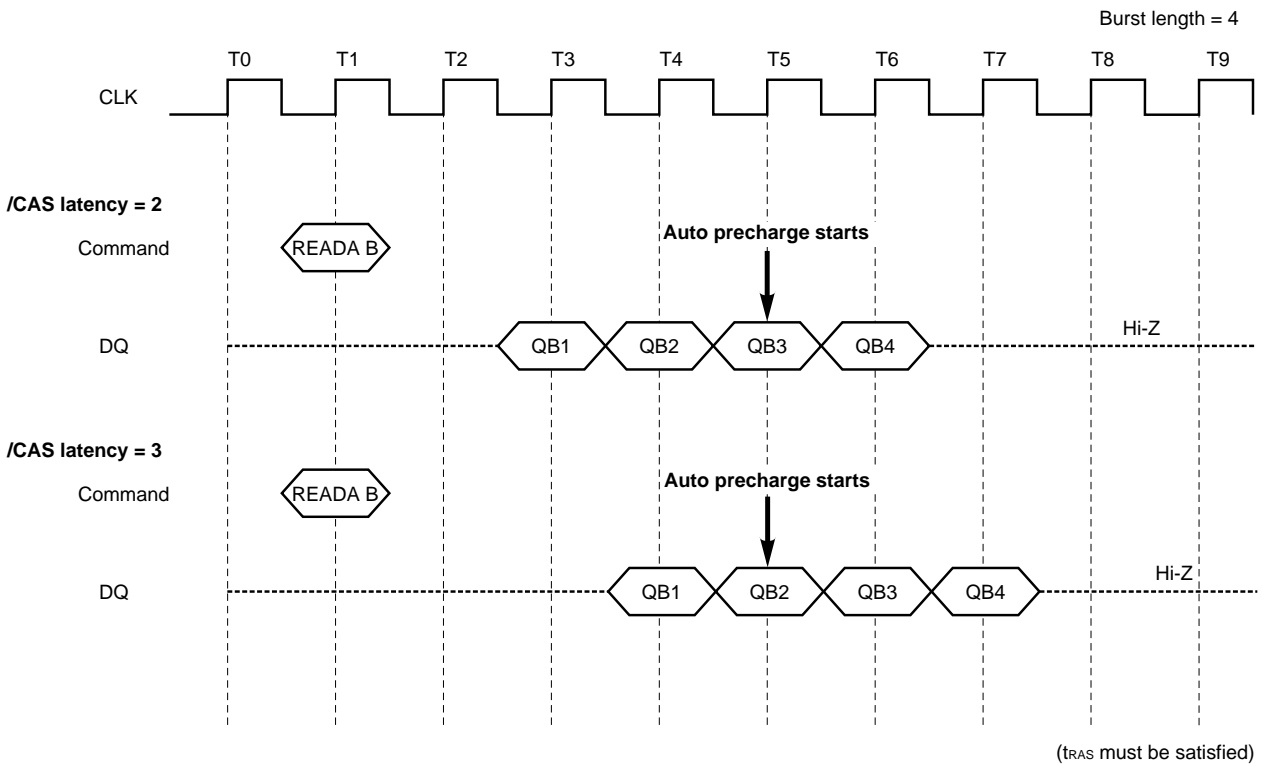 Burst length = 4
T0 T1 T2 T3 T4 T5 T6 T7 T8 T9
CLK
/CAS latency = 2
Command READA B Auto precharge starts
DQ QB1 QB2 QB3 QB4 Hi-Z
/CAS latency = 3
Command READA B Auto precharge starts
DQ QB1 QB2 QB3 QB4 Hi-Z
(tRAS must be satisfied)